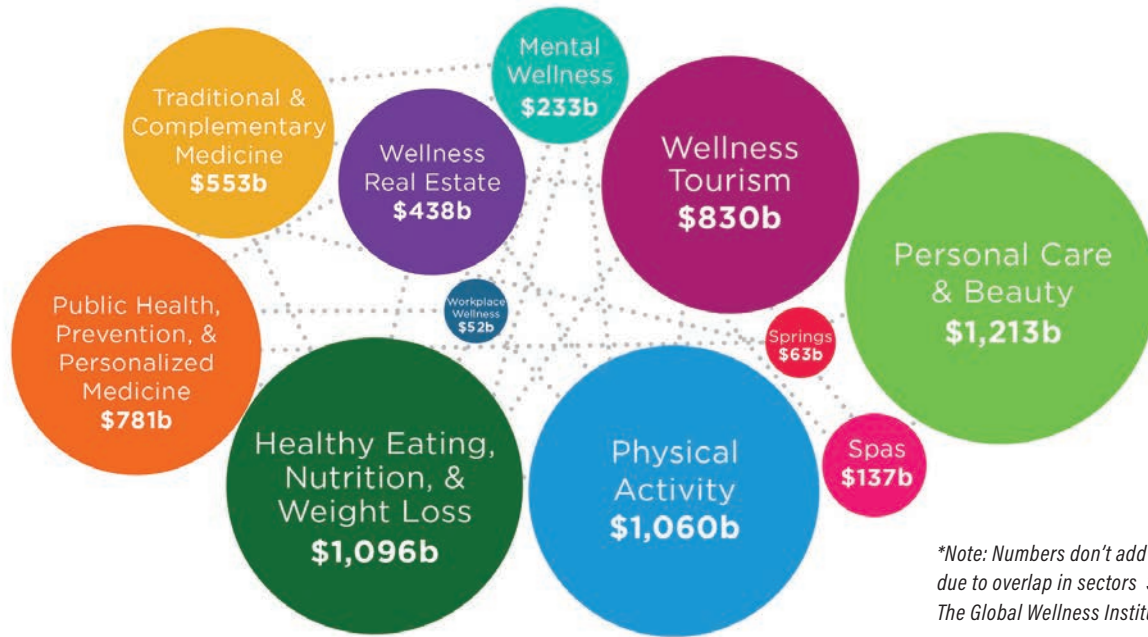 Mental
Wellness
$233b
Traditional &
Complementary
Medicine
$553b
Wellness
Real Estate
$438b
Wellness
Tourism
$830b
Personal Care
& Beauty
$1,213b
Public Health,
Prevention, &
Personalized
Medicine
$781b
Workplace
Wellness
$52b
Springs
$63b
Healthy Eating,
Nutrition, &
Weight Loss
$1,096b
Physical
Activity
$1,060b
Spas
$137b
*Note: Numbers don't add
due to overlap in sectors
The Global Wellness